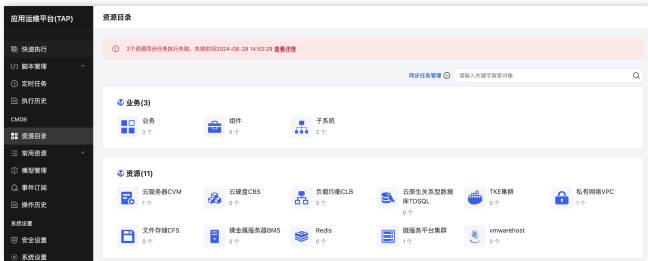 应用运维平台(TAP)
快速执行
脚本管理
定时任务
执行历史
CMDB
资源目录
常用资源
模型管理
事件订阅
操作历史
系统设置
安全设置
系统设置
资源目录
2个资源同步任务执行失败，失败时间2024-08-29 14:52:29 查看详情
同步任务管理
请输入关键字搜索对象
业务(3)
业务
2个
组件
5个
子系统
2个
资源(11)
云服务器CVM
1个
云硬盘CBS
0个
负载均衡CLB
0个
云原生关系型数据
库TDSQL
0个
TKE集群
0个
私有网络VPC
1个
文件存储CFS
0个
裸金属服务器BMS
0个
Redis
0个
微服务平台集群
1个
vmwarehost
0个